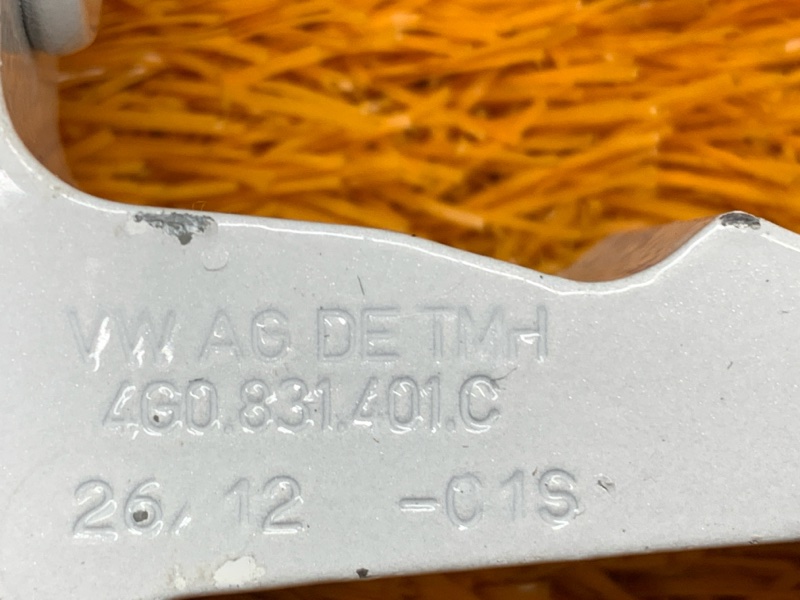 VW AG DE TMH
4G0.831.401.C
26/12 -C1S